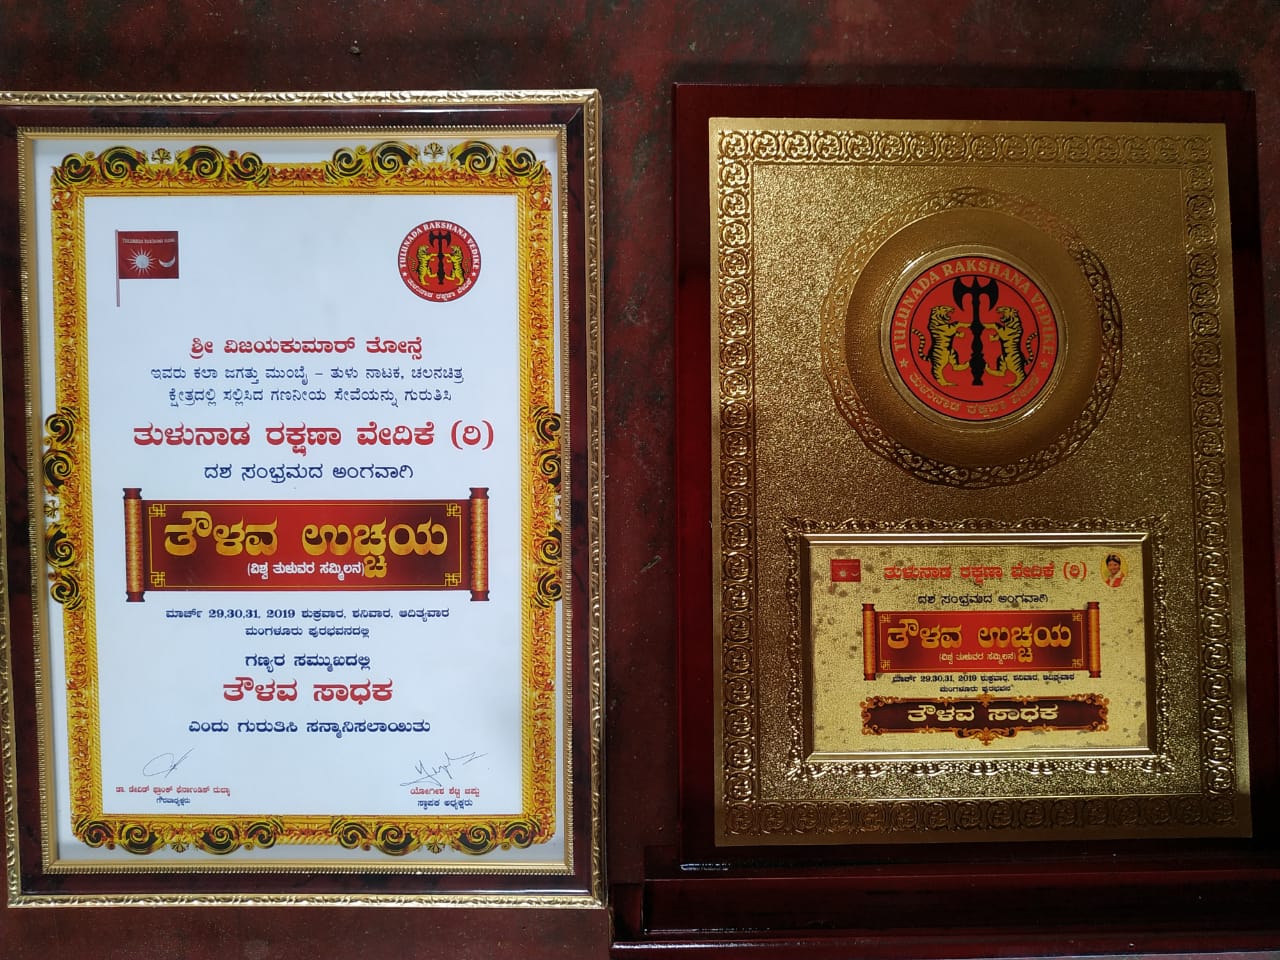 TULUNADA RAKSHANA VEDIKE
TULUNADA RAKSHANA VEDIKE
ತುಳುನಾಡ ರಕ್ಷಣಾ ವೇದಿಕೆ
ಶ್ರೀ ವಿಜಯಕುಮಾರ್ ತೋನ್ಸೆ
ಇವರು ಕಲಾ ಜಗತ್ತು ಮುಂಬೈ – ತುಳು ನಾಟಕ, ಚಲನಚಿತ್ರ
ಕ್ಷೇತ್ರದಲ್ಲಿ ಸಲ್ಲಿಸಿದ ಗಣನೀಯ ಸೇವೆಯನ್ನು ಗುರುತಿಸಿ
ತುಳುನಾಡ ರಕ್ಷಣಾ ವೇದಿಕೆ (ರಿ)
ದಶ ಸಂಭ್ರಮದ ಅಂಗವಾಗಿ
ತೌಳವ ಉಚ್ಚಯ
(ವಿಶ್ವ ತುಳುವರ ಸಮ್ಮಿಲನ)
ಮಾರ್ಚ್ 29,30,31, 2019 ಶುಕ್ರವಾರ, ಶನಿವಾರ, ಆದಿತ್ಯವಾರ
ಮಂಗಳೂರು ಪುರಭವನದಲ್ಲಿ
ಗಣ್ಯರ ಸಮ್ಮುಖದಲ್ಲಿ
ತೌಳವ ಸಾಧಕ
ಎಂದು ಗುರುತಿಸಿ ಸನ್ಮಾನಿಸಲಾಯಿತು
ಡಾ. ಡೇವಿಡ್ ಫ್ರಾಂಕ್ ಫೆರ್ನಾಂಡಿಸ್ ದುಬೈ
ಗೌರವಾಧ್ಯಕ್ಷರು
ಯೋಗೀಶ ಶೆಟ್ಟಿ ಜಪ್ಪು
ಸ್ಥಾಪಕ ಅಧ್ಯಕ್ಷರು
TULUNADA RAKSHANA VEDIKE
ತುಳುನಾಡ ರಕ್ಷಣಾ ವೇದಿಕೆ
ತುಳುನಾಡ ರಕ್ಷಣಾ ವೇದಿಕೆ (ರಿ)
ದಶ ಸಂಭ್ರಮದ ಅಂಗವಾಗಿ
ತೌಳವ ಉಚ್ಚಯ
(ವಿಶ್ವ ತುಳುವರ ಸಮ್ಮಿಲನ)
ಮಾರ್ಚ್ 29,30,31, 2019 ಶುಕ್ರವಾರ, ಶನಿವಾರ, ಆದಿತ್ಯವಾರ
ಮಂಗಳೂರು ಪುರಭವನ
ತೌಳವ ಸಾಧಕ